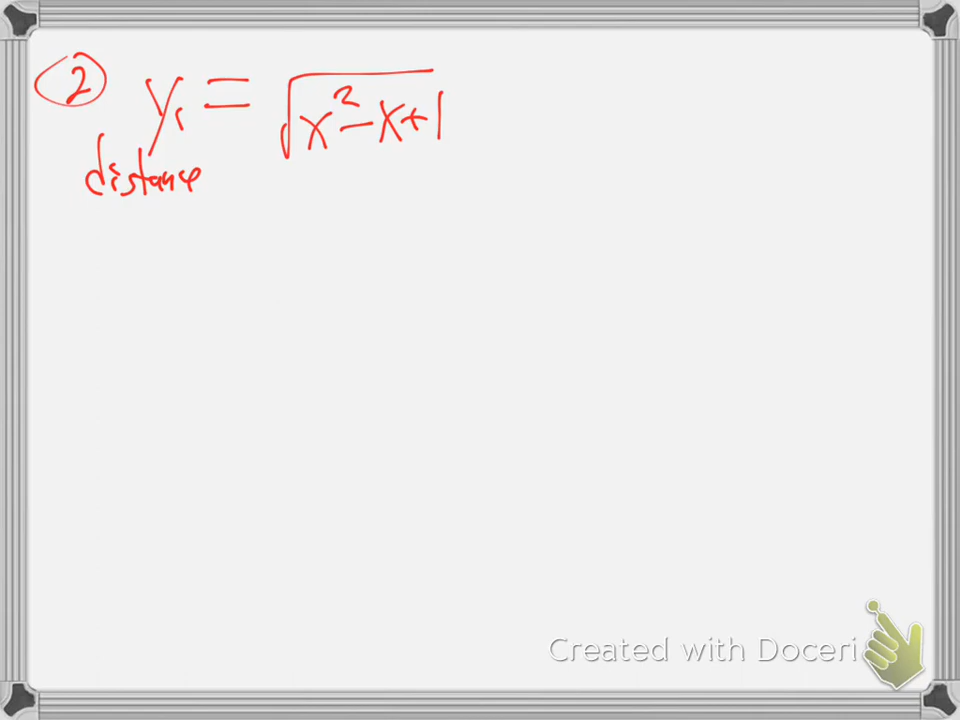 ② y₁ = √(x² - x + 1)
distance
Created with Doceri